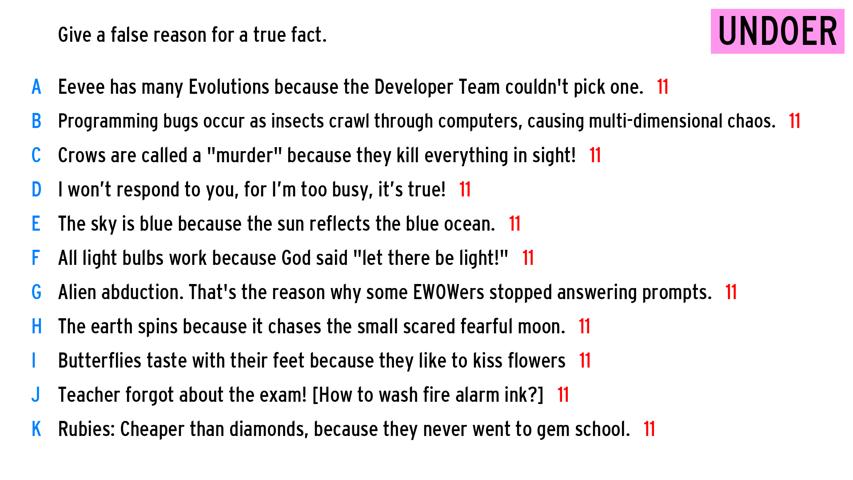 Give a false reason for a true fact.
UNDOER
A Eevee has many Evolutions because the Developer Team couldn't pick one. 11
B Programming bugs occur as insects crawl through computers, causing multi-dimensional chaos. 11
C Crows are called a "murder" because they kill everything in sight! 11
D I won’t respond to you, for I’m too busy, it’s true! 11
E The sky is blue because the sun reflects the blue ocean. 11
F All light bulbs work because God said "let there be light!" 11
G Alien abduction. That's the reason why some EWOWers stopped answering prompts. 11
H The earth spins because it chases the small scared fearful moon. 11
I Butterflies taste with their feet because they like to kiss flowers 11
J Teacher forgot about the exam! [How to wash fire alarm ink?] 11
K Rubies: Cheaper than diamonds, because they never went to gem school. 11